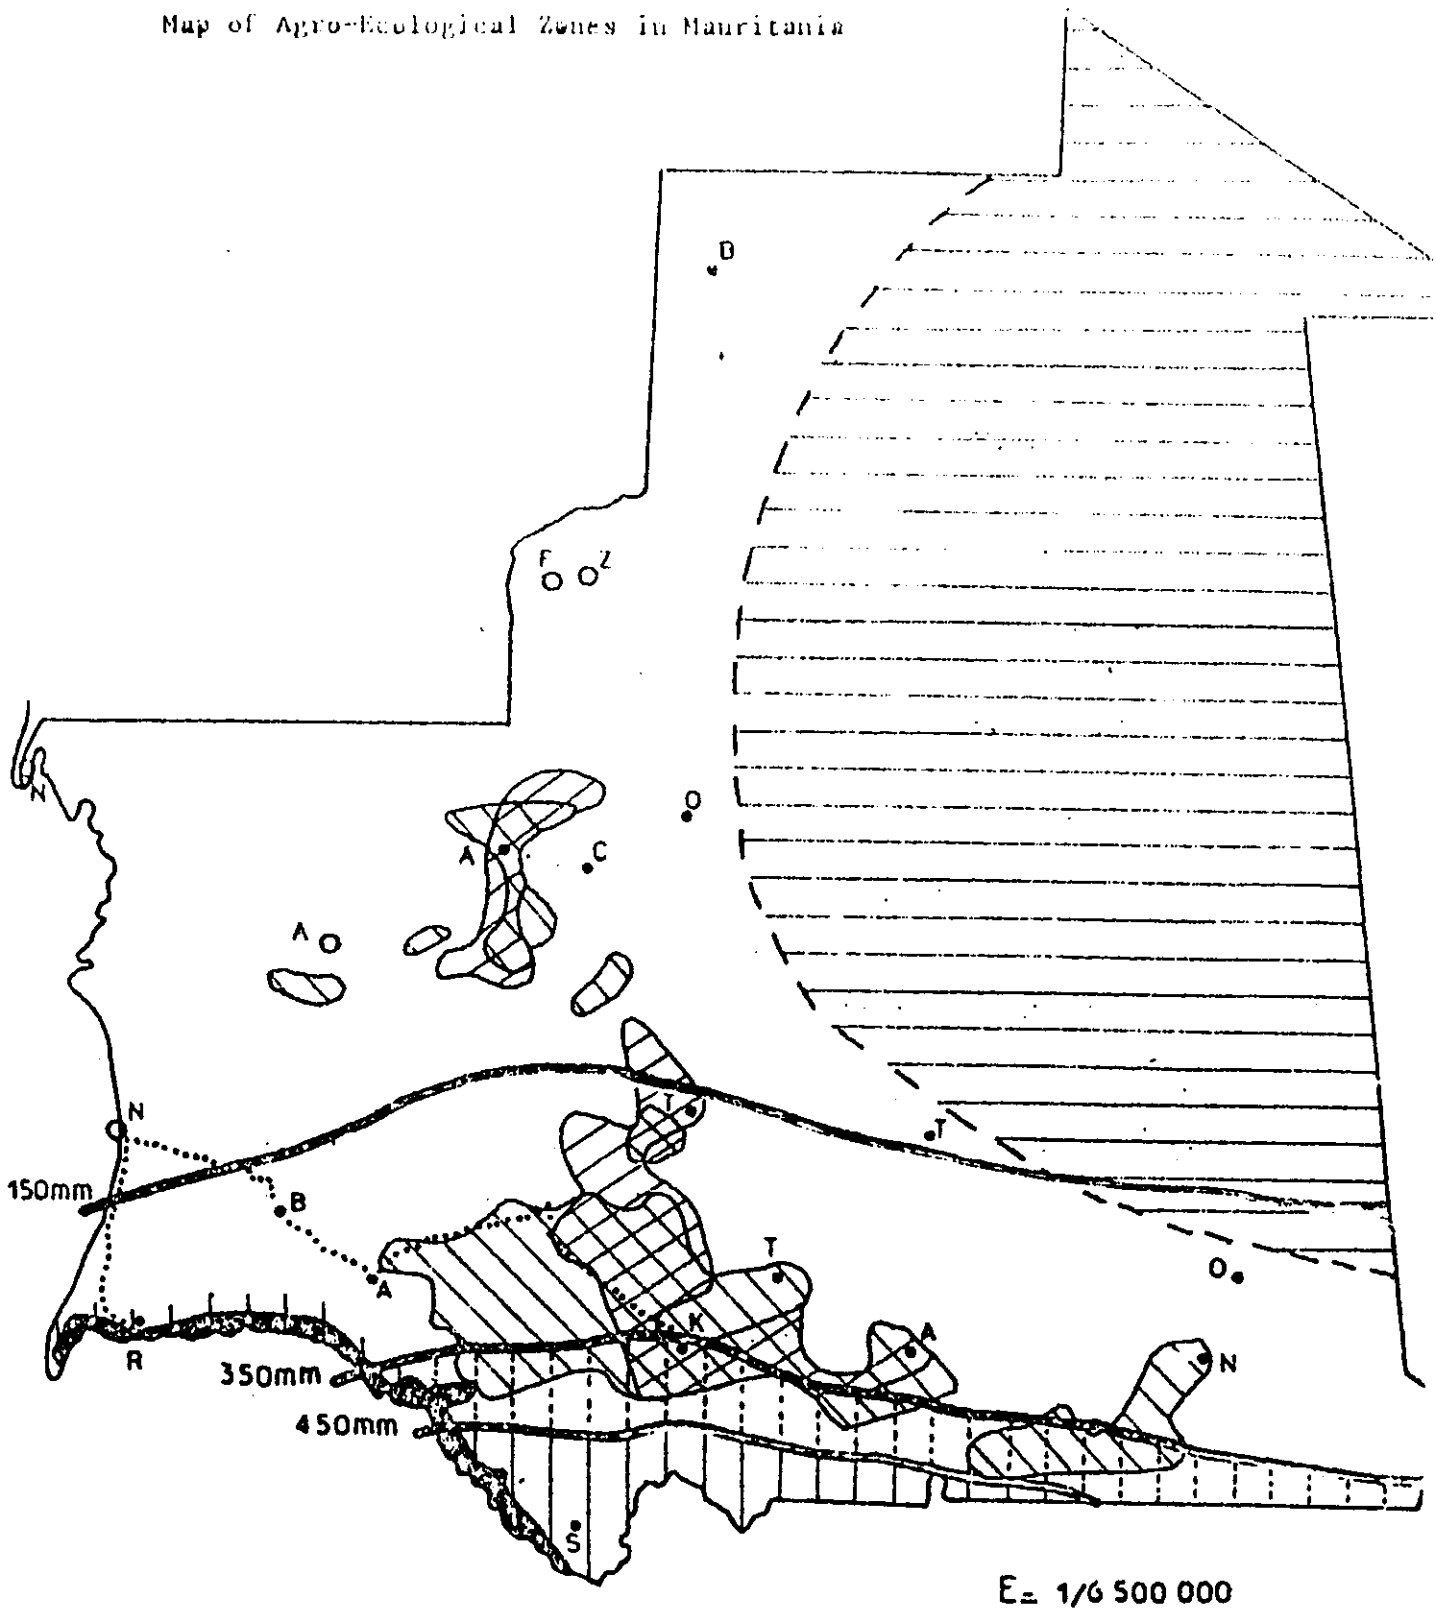 Map of Agro-Ecological Zones in Mauritania
D
F
Z
N
O
A
C
A
N
T
T
150mm
B
T
A
O
K
A
N
R
350mm
450mm
S
E= 1/6 500 000